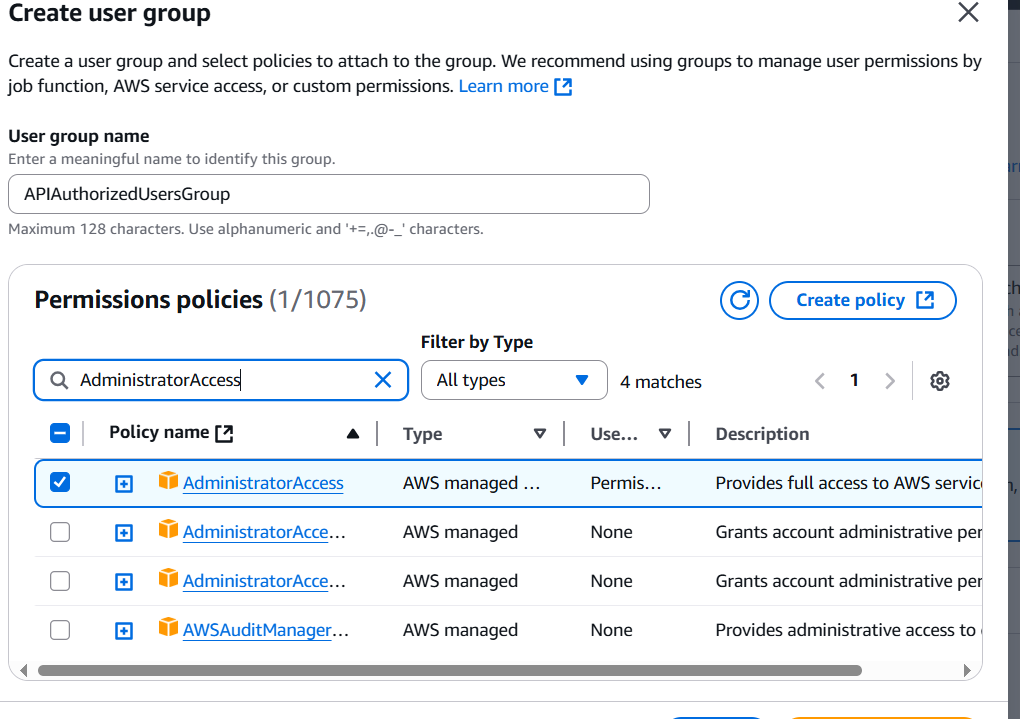 Create user group
Create a user group and select policies to attach to the group. We recommend using groups to manage user permissions by
job function, AWS service access, or custom permissions. Learn more
User group name
Enter a meaningful name to identify this group.
APIAuthorizedUsersGroup
Maximum 128 characters. Use alphanumeric and '+=,.@-_' characters.
Permissions policies (1/1075)
Create policy
Filter by Type
AdministratorAccess
All types
4 matches
1
Policy name
Type
Use...
Description
AdministratorAccess
AWS managed ...
Permis...
Provides full access to AWS servic
AdministratorAcce...
AWS managed
None
Grants account administrative per
AdministratorAcce...
AWS managed
None
Grants account administrative per
AWSAuditManager...
AWS managed
None
Provides administrative access to